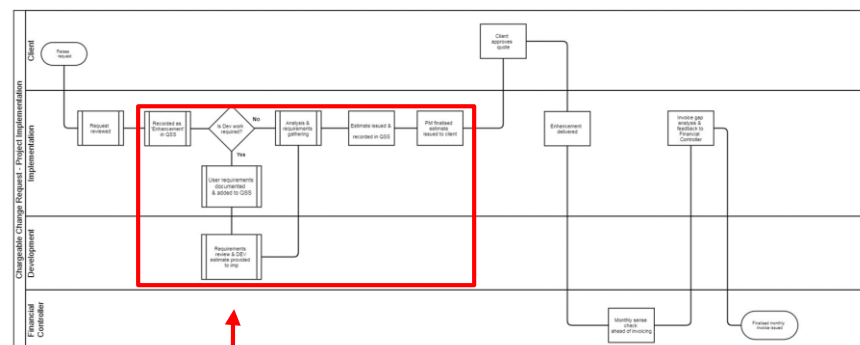 Chargeable Change Request - Project Implementation
Client
Raises
request
Client
approves
quote
Implementation
Request
reviewed
Recorded as
'Enhancement'
in QSS
Is Dev work
required?
No
Yes
Analysis &
requirements
gathering
Estimate issued &
recorded in QSS
PM finalised
estimate
issued to client
Enhancement
delivered
Invoice gap
analysis &
feedback to
Financial
Controller
User requirements
documented
& added to QSS
Development
Requirements
review & DEV
estimate provided
to imp
Financial
Controller
Monthly sense
check
ahead of invoicing
Finalised monthly
invoice issued